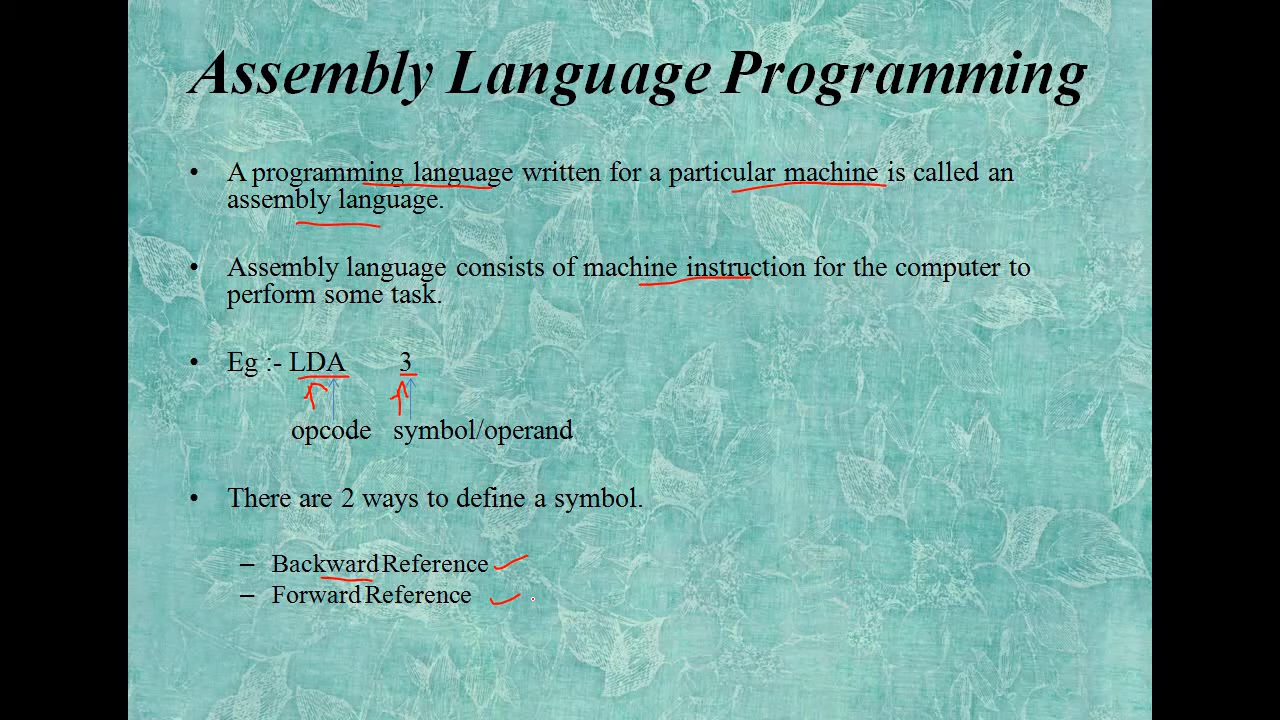 Assembly Language Programming
• A programming language written for a particular machine is called an
assembly language.
• Assembly language consists of machine instruction for the computer to
perform some task.
• Eg :- LDA 3
opcode symbol/operand
• There are 2 ways to define a symbol.
– Backward Reference
– Forward Reference